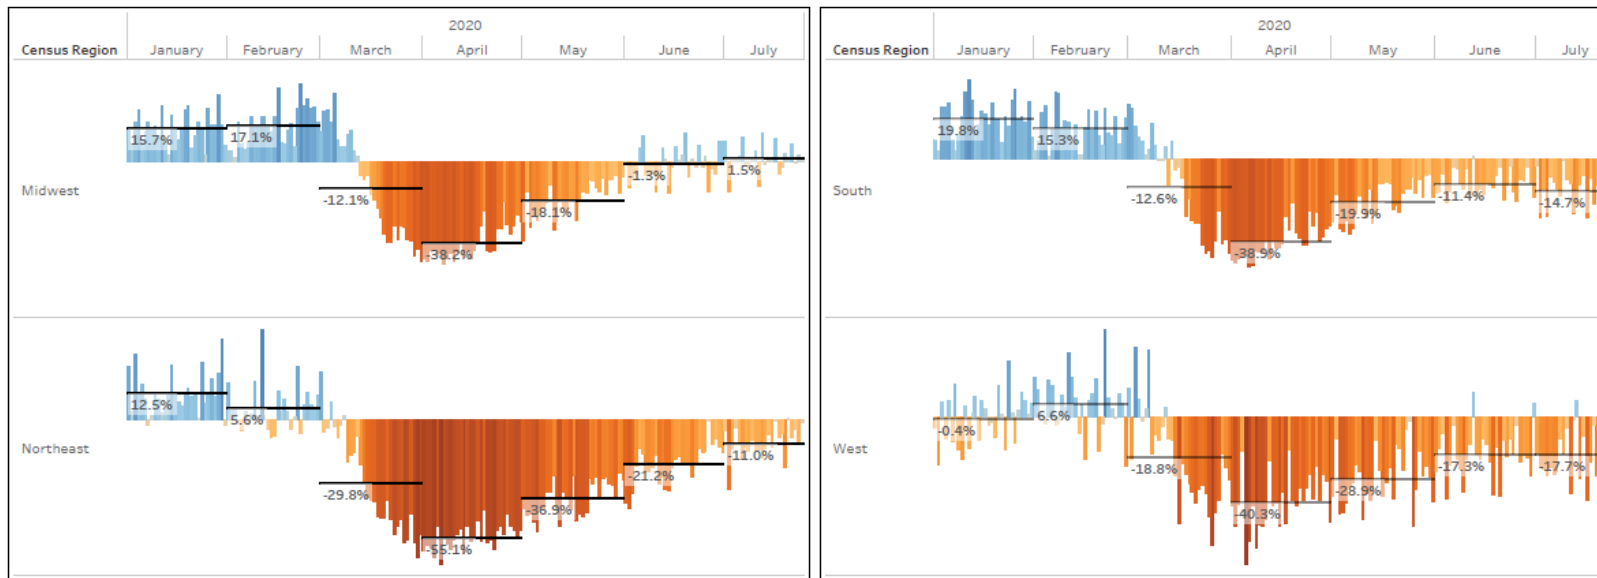 2020
Census Region January February March April May June July
Midwest
15.7% 17.1% -12.1% -38.2% -18.1% -1.3% 1.5%
Northeast
12.5% 5.6% -29.8% -55.1% -36.9% -21.2% -11.0%
2020
Census Region January February March April May June July
South
19.8% 15.3% -12.6% -38.9% -19.9% -11.4% -14.7%
West
-0.4% 6.6% -18.8% -40.3% -28.9% -17.3% -17.7%